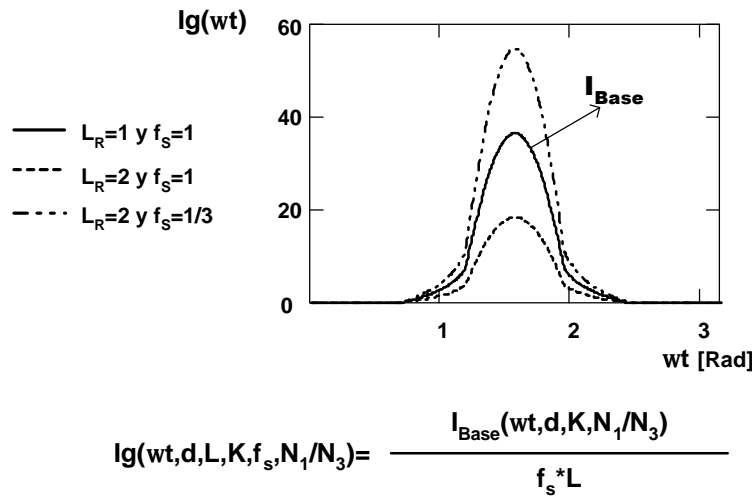 Ig(wt)
60
40
20
0
1
2
3
wt [Rad]
I_Base
L_R=1 y f_S=1
L_R=2 y f_S=1
L_R=2 y f_S=1/3
Ig(wt,d,L,K,f_s,N_1/N_3)= I_Base(wt,d,K,N_1/N_3)
f_s*L